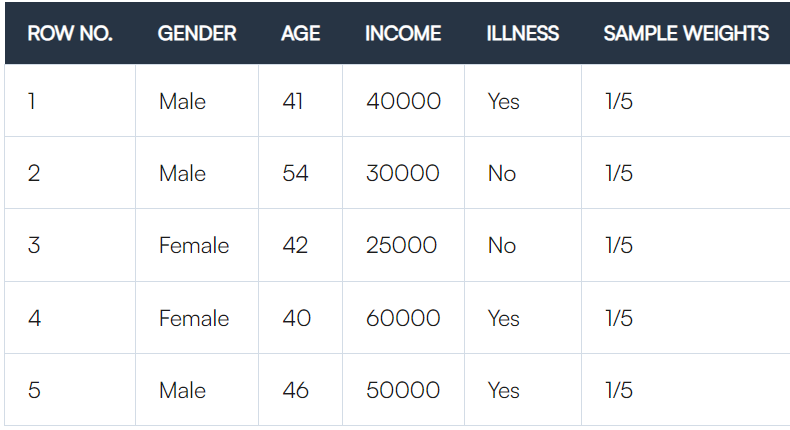 ROW NO. GENDER AGE INCOME ILLNESS SAMPLE WEIGHTS
1 Male 41 40000 Yes 1/5
2 Male 54 30000 No 1/5
3 Female 42 25000 No 1/5
4 Female 40 60000 Yes 1/5
5 Male 46 50000 Yes 1/5